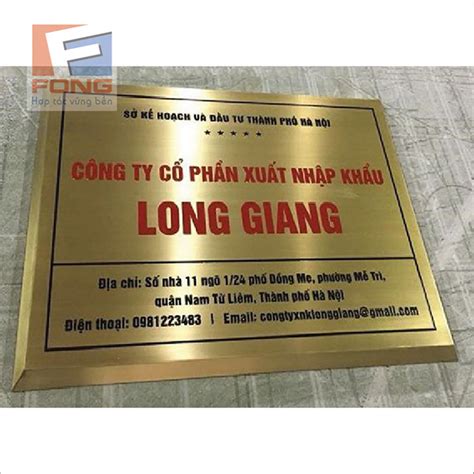 FONG
Hợp tác vững bền
SỞ KẾ HOẠCH VÀ ĐẦU TƯ THÀNH PHỐ HÀ NỘI
CÔNG TY CỔ PHẦN XUẤT NHẬP KHẨU
LONG GIANG
Địa chỉ: Số nhà 11 ngõ 1/24 phố Đồng Me, phường Mễ Trì,
quận Nam Từ Liêm, Thành phố Hà Nội
Điện thoại: 0981223483 | Email: congtyxnklonggiang@gmail.com